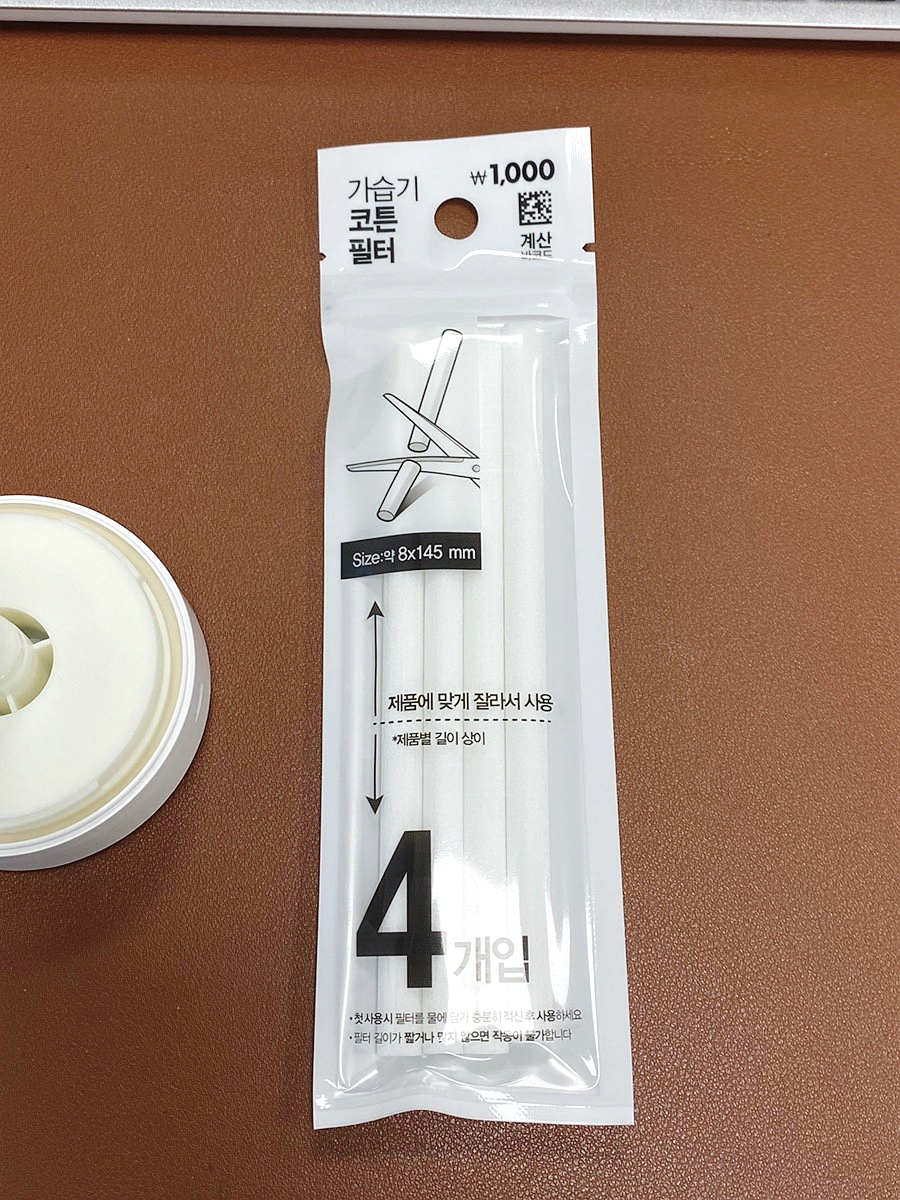 가습기
코튼
필터
₩1,000
계산
바코드
Size:약 8x145 mm
제품에 맞게 잘라서 사용
*제품별 길이 상이
4개입
• 첫 사용시 필터를 물에 담가 충분히 적신 후 사용하세요
• 필터 길이가 짧거나 맞지 않으면 작동이 불가합니다